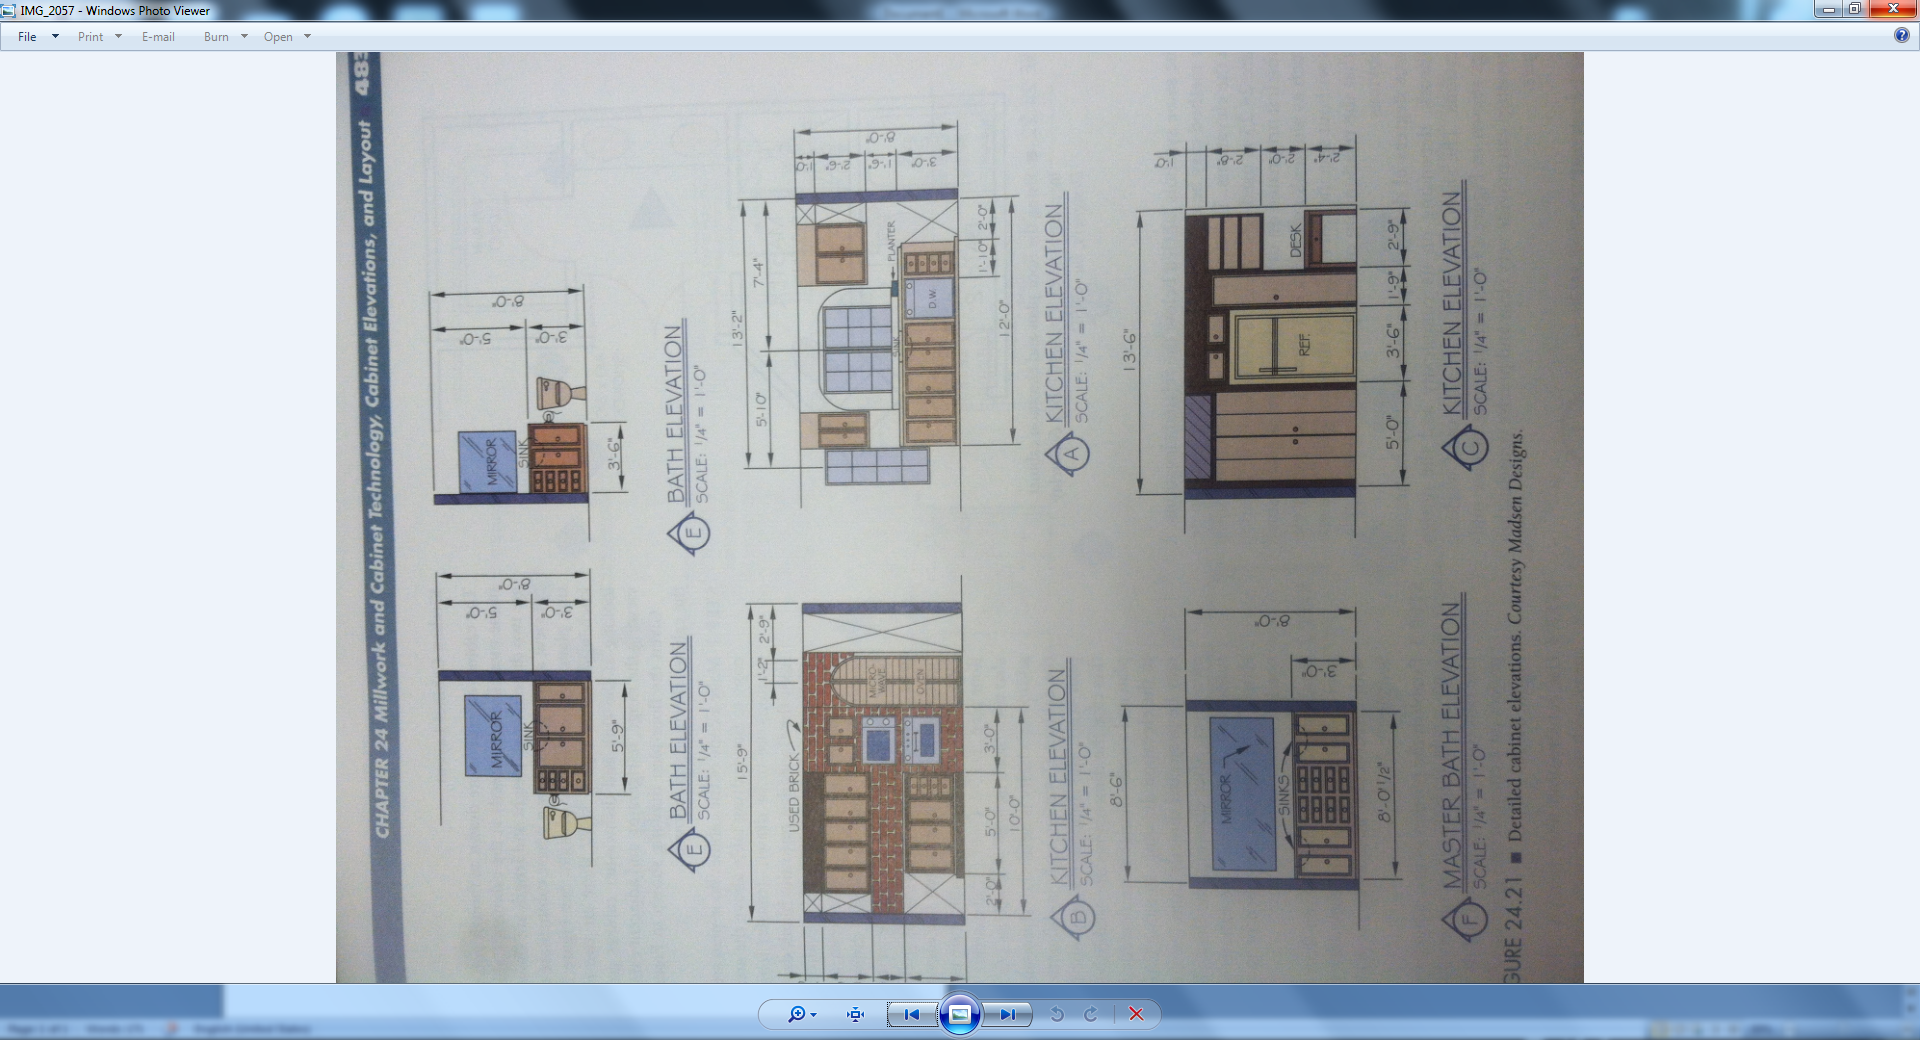 IMG_2057 - Windows Photo Viewer
File Print E-mail Burn Open
CHAPTER 24 Millwork and Cabinet Technology, Cabinet Elevations, and Layout 483
MIRROR
SINK
5'-9"
5'-0"
3'-0"
8'-0"
E BATH ELEVATION
SCALE: 1/4" = 1'-0"
MIRROR
SINK
3'-6"
5'-0"
3'-0"
8'-0"
E BATH ELEVATION
SCALE: 1/4" = 1'-0"
15'-9"
1'-2" 2'-9"
USED BRICK
MICRO-
WAVE
OVEN
2'-0" 5'-0" 3'-0"
10'-0"
B KITCHEN ELEVATION
SCALE: 1/4" = 1'-0"
13'-2"
5'-10" 7'-4"
PLANTER
SINK
D.W.
1'-10" 2'-0"
12'-0"
1'-0"
2'-6"
1'-6"
3'-0"
8'-0"
A KITCHEN ELEVATION
SCALE: 1/4" = 1'-0"
8'-6"
MIRROR
SINKS
8'-0 1/2"
3'-0"
8'-0"
F MASTER BATH ELEVATION
SCALE: 1/4" = 1'-0"
13'-6"
REF.
DESK
5'-0" 3'-6" 1'-9" 2'-9"
1'-0"
2'-8"
2'-0"
2'-4"
C KITCHEN ELEVATION
SCALE: 1/4" = 1'-0"
GURE 24.21 ■ Detailed cabinet elevations. Courtesy Madsen Designs.